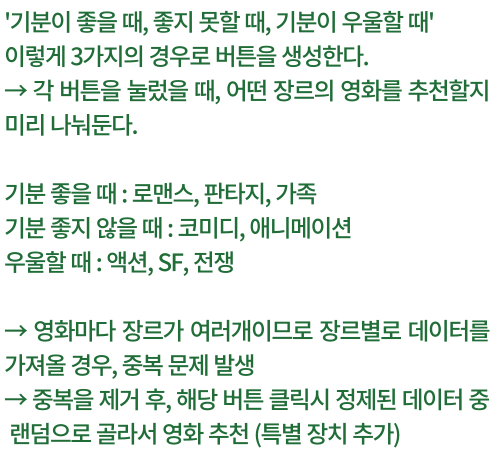 '기분이 좋을 때, 좋지 못할 때, 기분이 우울할 때'
이렇게 3가지의 경우로 버튼을 생성한다.
→ 각 버튼을 눌렀을 때, 어떤 장르의 영화를 추천할지
미리 나눠둔다.
기분 좋을 때 : 로맨스, 판타지, 가족
기분 좋지 않을 때 : 코미디, 애니메이션
우울할 때 : 액션, SF, 전쟁
→ 영화마다 장르가 여러개이므로 장르별로 데이터를
가져올 경우, 중복 문제 발생
→ 중복을 제거 후, 해당 버튼 클릭시 정제된 데이터 중
랜덤으로 골라서 영화 추천 (특별 장치 추가)